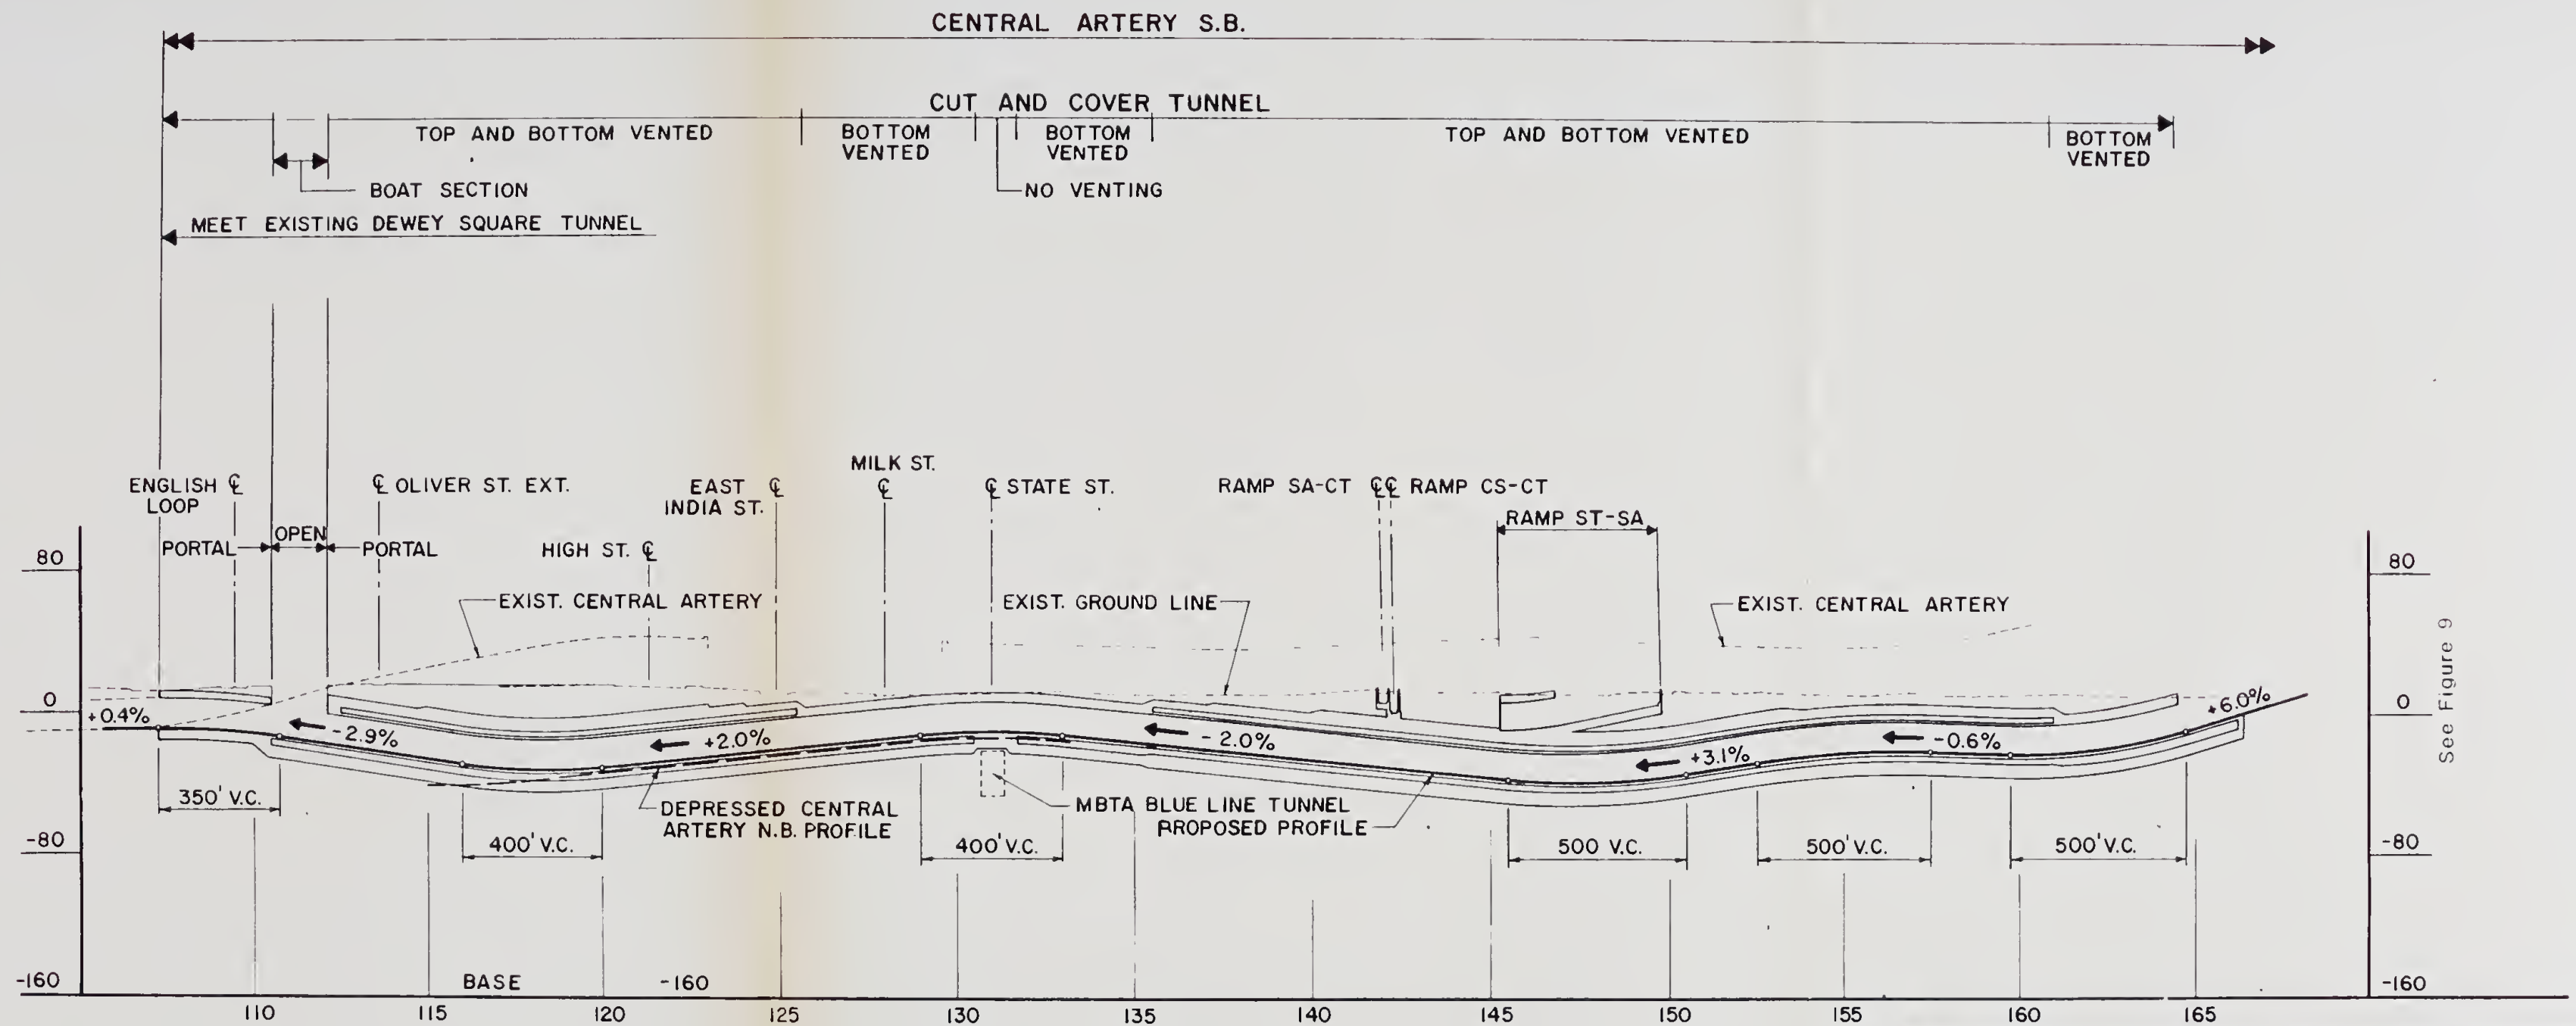 CENTRAL ARTERY S.B.
CUT AND COVER TUNNEL
TOP AND BOTTOM VENTED
BOTTOM
VENTED
BOTTOM
VENTED
TOP AND BOTTOM VENTED
BOTTOM
VENTED
BOAT SECTION
NO VENTING
MEET EXISTING DEWEY SQUARE TUNNEL
ENGLISH ℄
LOOP
℄ OLIVER ST. EXT.
HIGH ST. ℄
EAST ℄
INDIA ST.
MILK ST.
℄
℄ STATE ST.
RAMP SA-CT ℄
℄ RAMP CS-CT
RAMP ST-SA
PORTAL
OPEN
PORTAL
EXIST. CENTRAL ARTERY
EXIST. GROUND LINE
EXIST. CENTRAL ARTERY
80
0
-80
-160
80
0
-80
-160
See Figure 9
+0.4%
-2.9%
+2.0%
-2.0%
+3.1%
-0.6%
+6.0%
DEPRESSED CENTRAL
ARTERY N.B. PROFILE
MBTA BLUE LINE TUNNEL
PROPOSED PROFILE
350' V.C.
400' V.C.
400' V.C.
500 V.C.
500' V.C.
500' V.C.
BASE -160
110 115 120 125 130 135 140 145 150 155 160 165